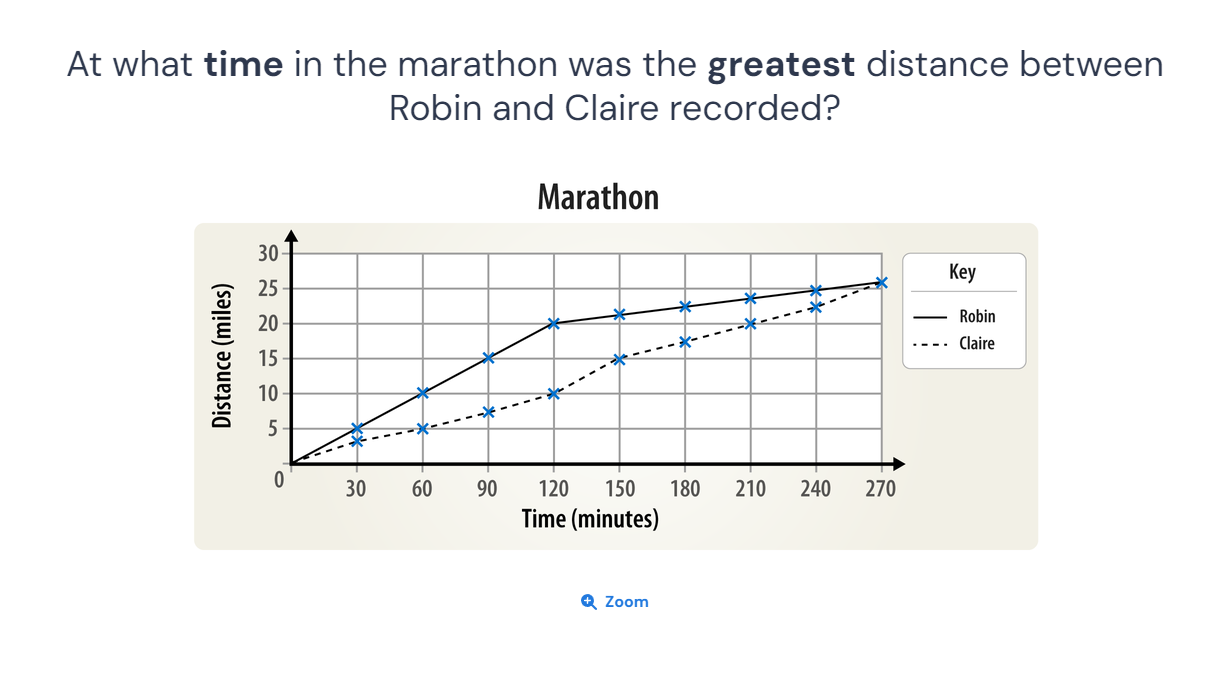 At what time in the marathon was the greatest distance between
Robin and Claire recorded?
Marathon
30
25
20
15
10
5
0
Distance (miles)
30 60 90 120 150 180 210 240 270
Time (minutes)
Key
Robin
Claire
Zoom